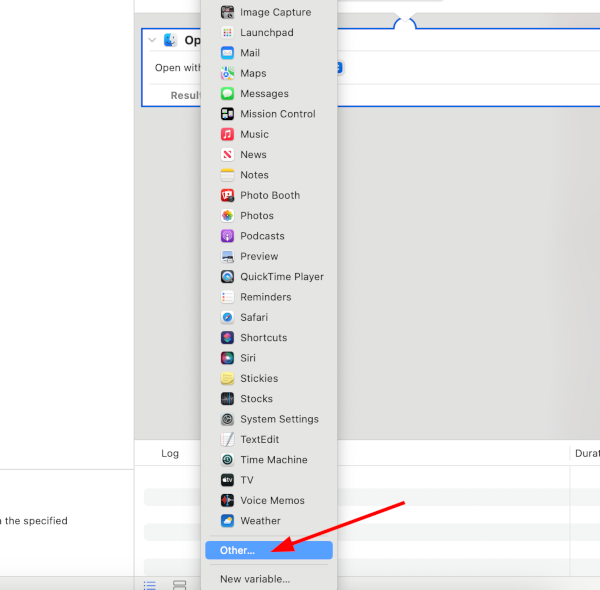 Image Capture
Launchpad
Op
Mail
Open with
Maps
Messages
Result
Mission Control
Music
News
Notes
Photo Booth
Photos
Podcasts
Preview
QuickTime Player
Reminders
Safari
Shortcuts
Siri
Stickies
Stocks
System Settings
TextEdit
Log
Durat
Time Machine
TV
Voice Memos
Weather
the specified
Other...
New variable...